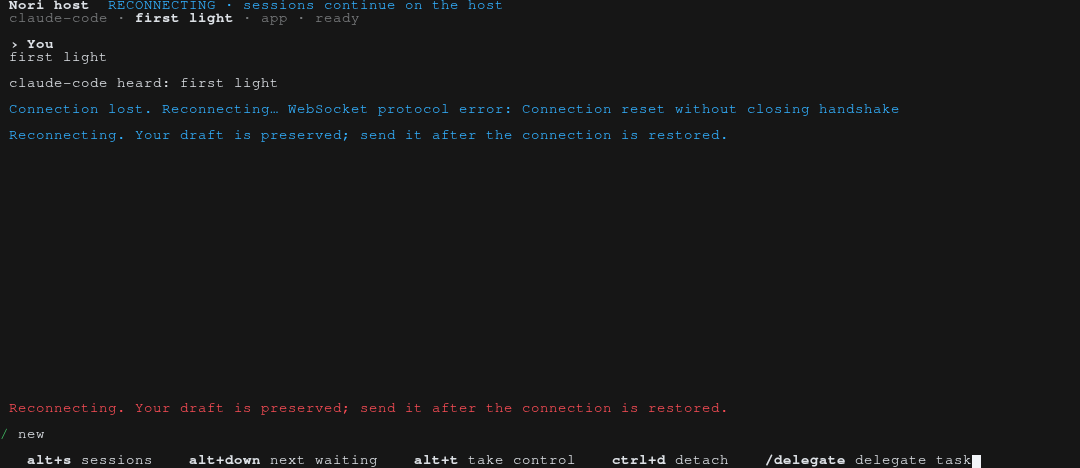 Nori host  RECONNECTING · sessions continue on the host
claude-code · first light · app · ready
› You
first light
claude-code heard: first light
Connection lost. Reconnecting… WebSocket protocol error: Connection reset without closing handshake
Reconnecting. Your draft is preserved; send it after the connection is restored.
Reconnecting. Your draft is preserved; send it after the connection is restored.
/ new
alt+s sessions    alt+down next waiting    alt+t take control    ctrl+d detach    /delegate delegate task